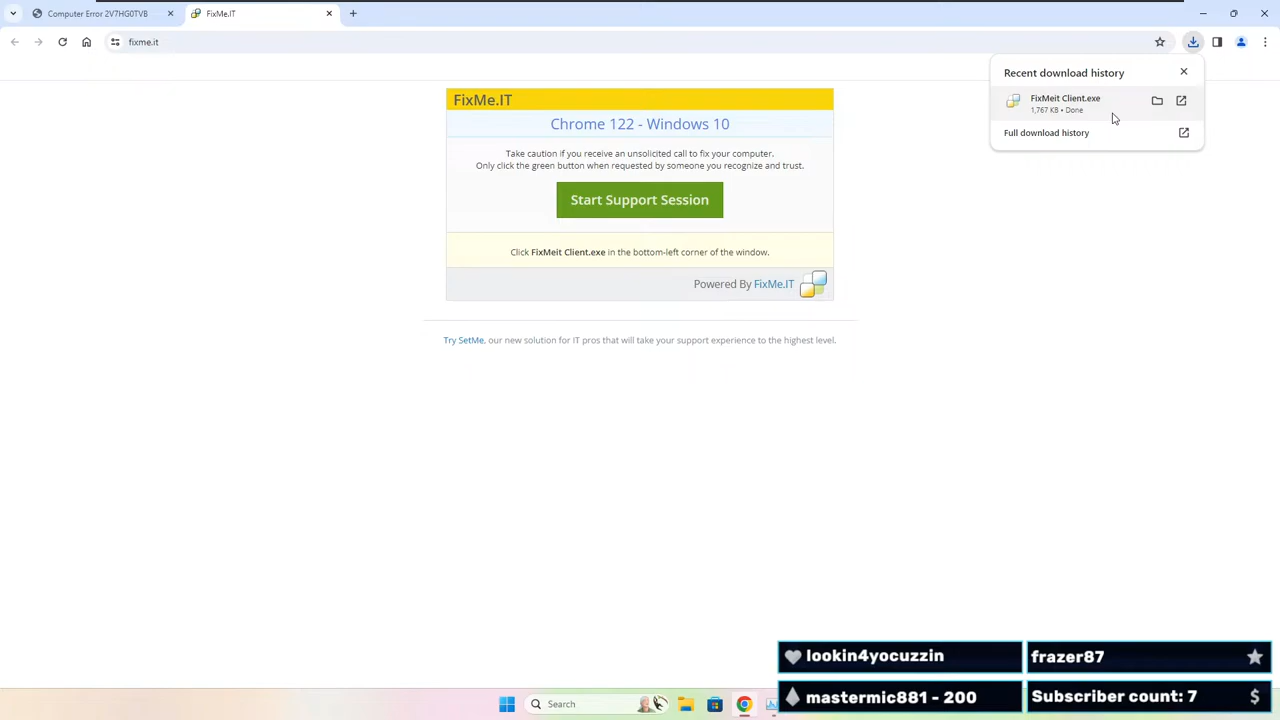 Computer Error 2V7HG0TVB
FixMe.IT
fixme.it
Recent download history
FixMeit Client.exe
1,767 KB • Done
Full download history
FixMe.IT
Chrome 122 - Windows 10
Take caution if you receive an unsolicited call to fix your computer.
Only click the green button when requested by someone you recognize and trust.
Start Support Session
Click FixMeit Client.exe in the bottom-left corner of the window.
Powered By FixMe.IT
Try SetMe, our new solution for IT pros that will take your support experience to the highest level.
lookin4yocuzzin
frazer87
mastermic881 - 200
Subscriber count: 7
$
Search